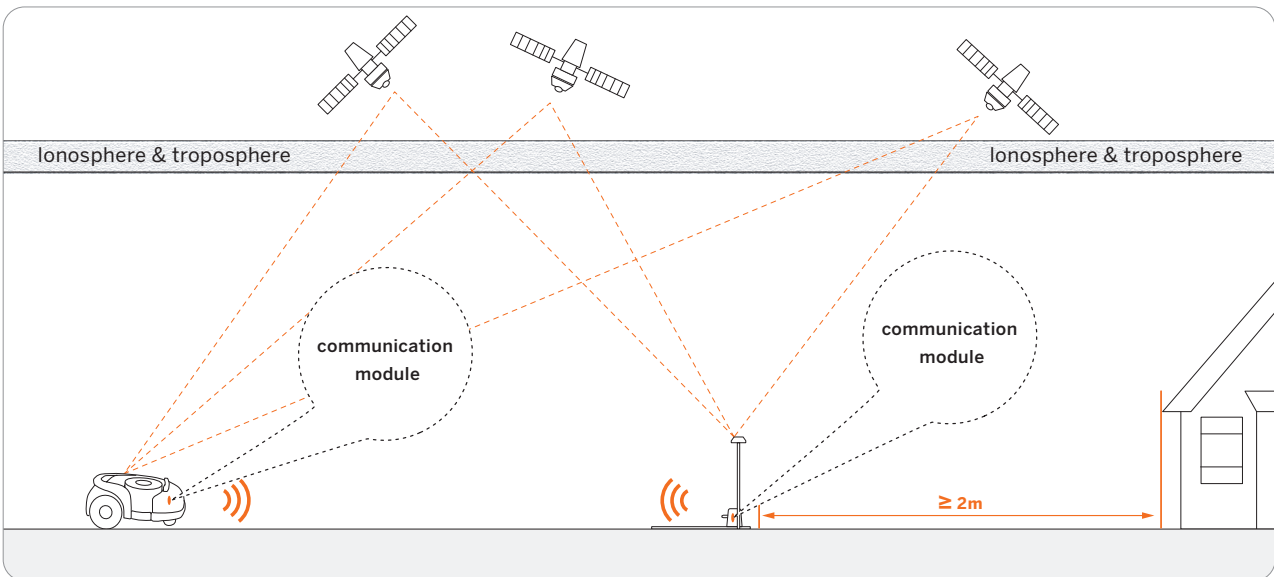 Ionosphere & troposphere
Ionosphere & troposphere
communication
module
communication
module
≥ 2m